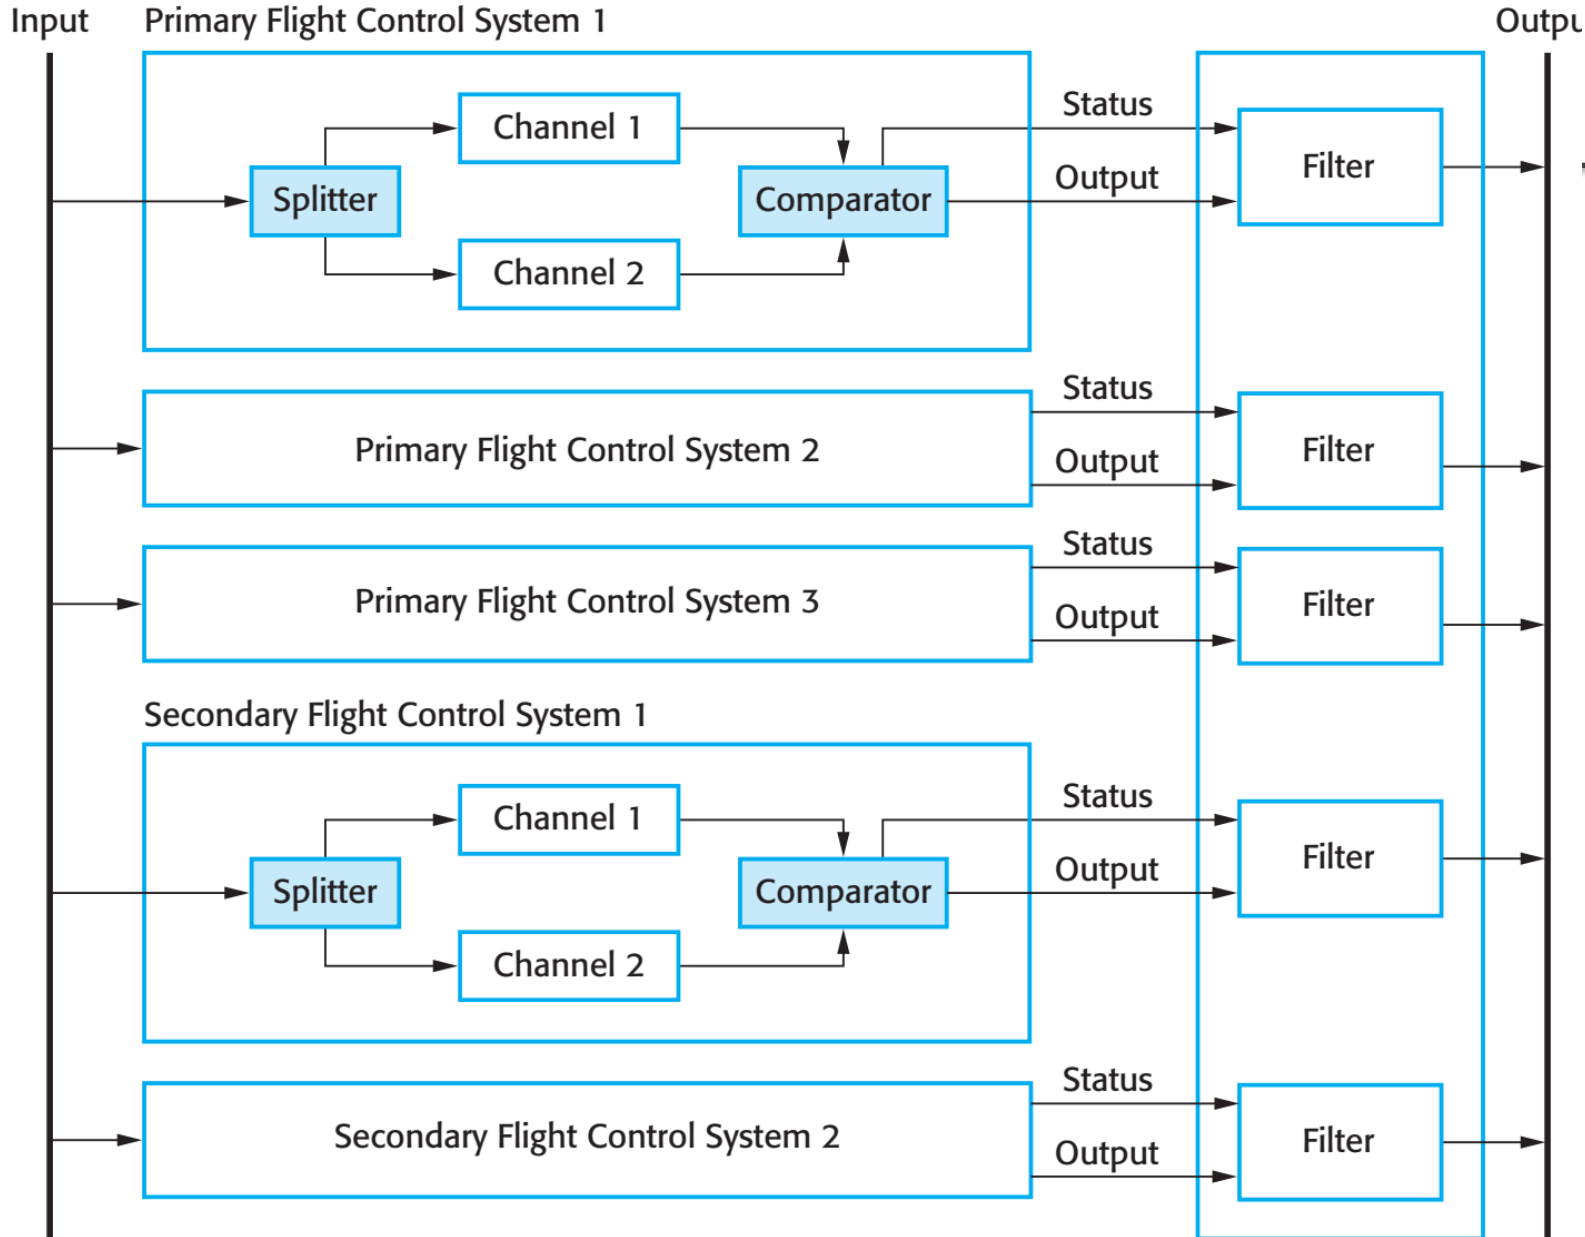 Input
Primary Flight Control System 1
Outpu
Channel 1
Status
Splitter
Comparator
Output
Filter
Channel 2
Primary Flight Control System 2
Status
Output
Filter
Primary Flight Control System 3
Status
Output
Filter
Secondary Flight Control System 1
Channel 1
Status
Splitter
Comparator
Output
Filter
Channel 2
Secondary Flight Control System 2
Status
Output
Filter